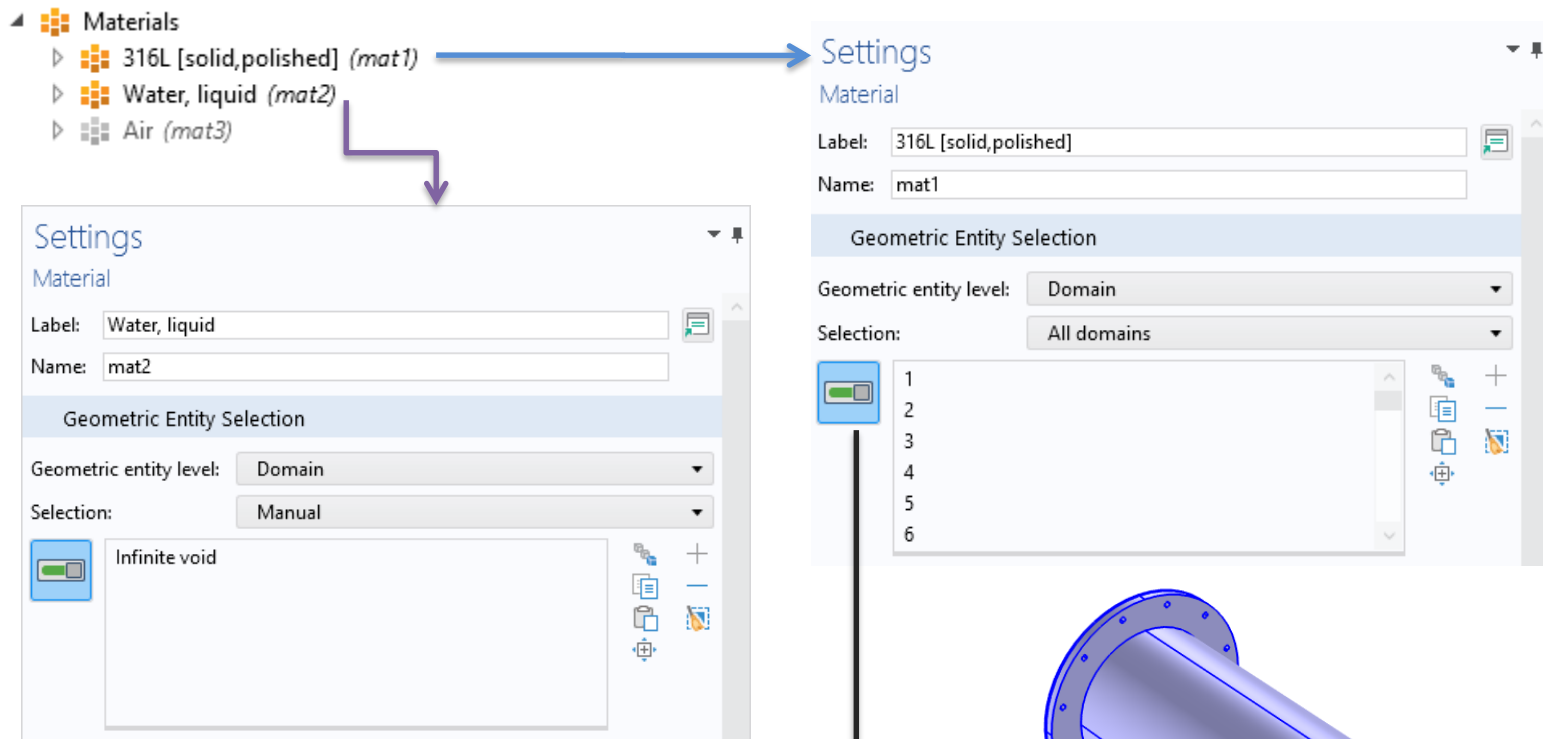 Materials
316L [solid,polished] (mat1)
Water, liquid (mat2)
Air (mat3)
Settings
Material
Label: Water, liquid
Name: mat2
Geometric Entity Selection
Geometric entity level: Domain
Selection: Manual
Infinite void
Settings
Material
Label: 316L [solid,polished]
Name: mat1
Geometric Entity Selection
Geometric entity level: Domain
Selection: All domains
1
2
3
4
5
6